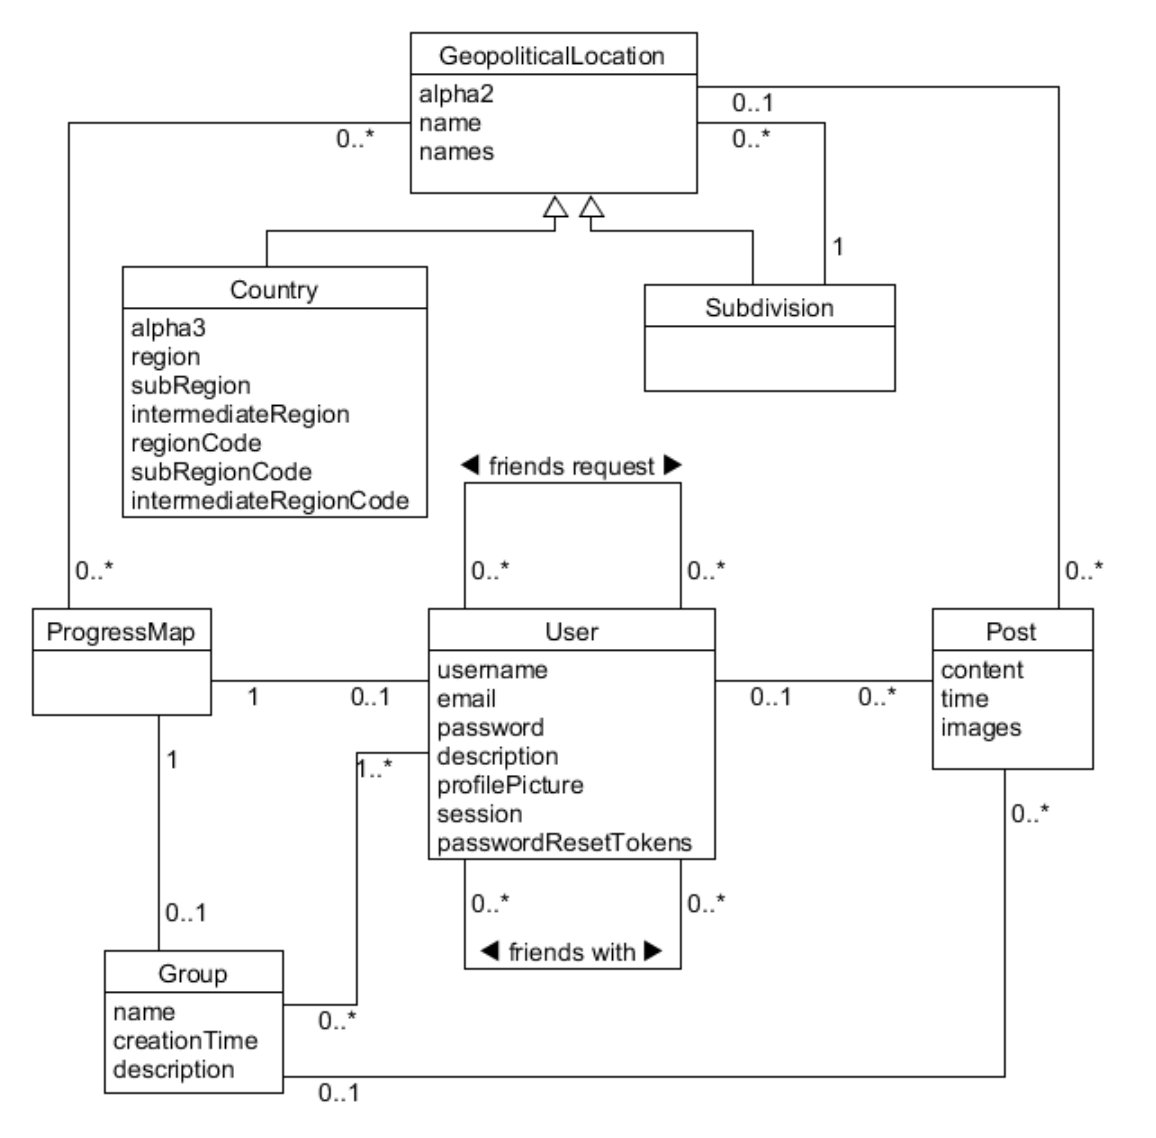 GeopoliticalLocation
alpha2
name
names
0..1
0..*
0..*
1
Country
alpha3
region
subRegion
intermediateRegion
regionCode
subRegionCode
intermediateRegionCode
Subdivision
◀ friends request ▶
0..*
0..*
0..*
0..*
ProgressMap
User
username
email
password
description
profilePicture
session
passwordResetTokens
Post
content
time
images
1
0..1
0..1
0..*
1
1..*
0..*
0..1
0..*
0..*
◀ friends with ▶
Group
name
creationTime
description
0..*
0..1